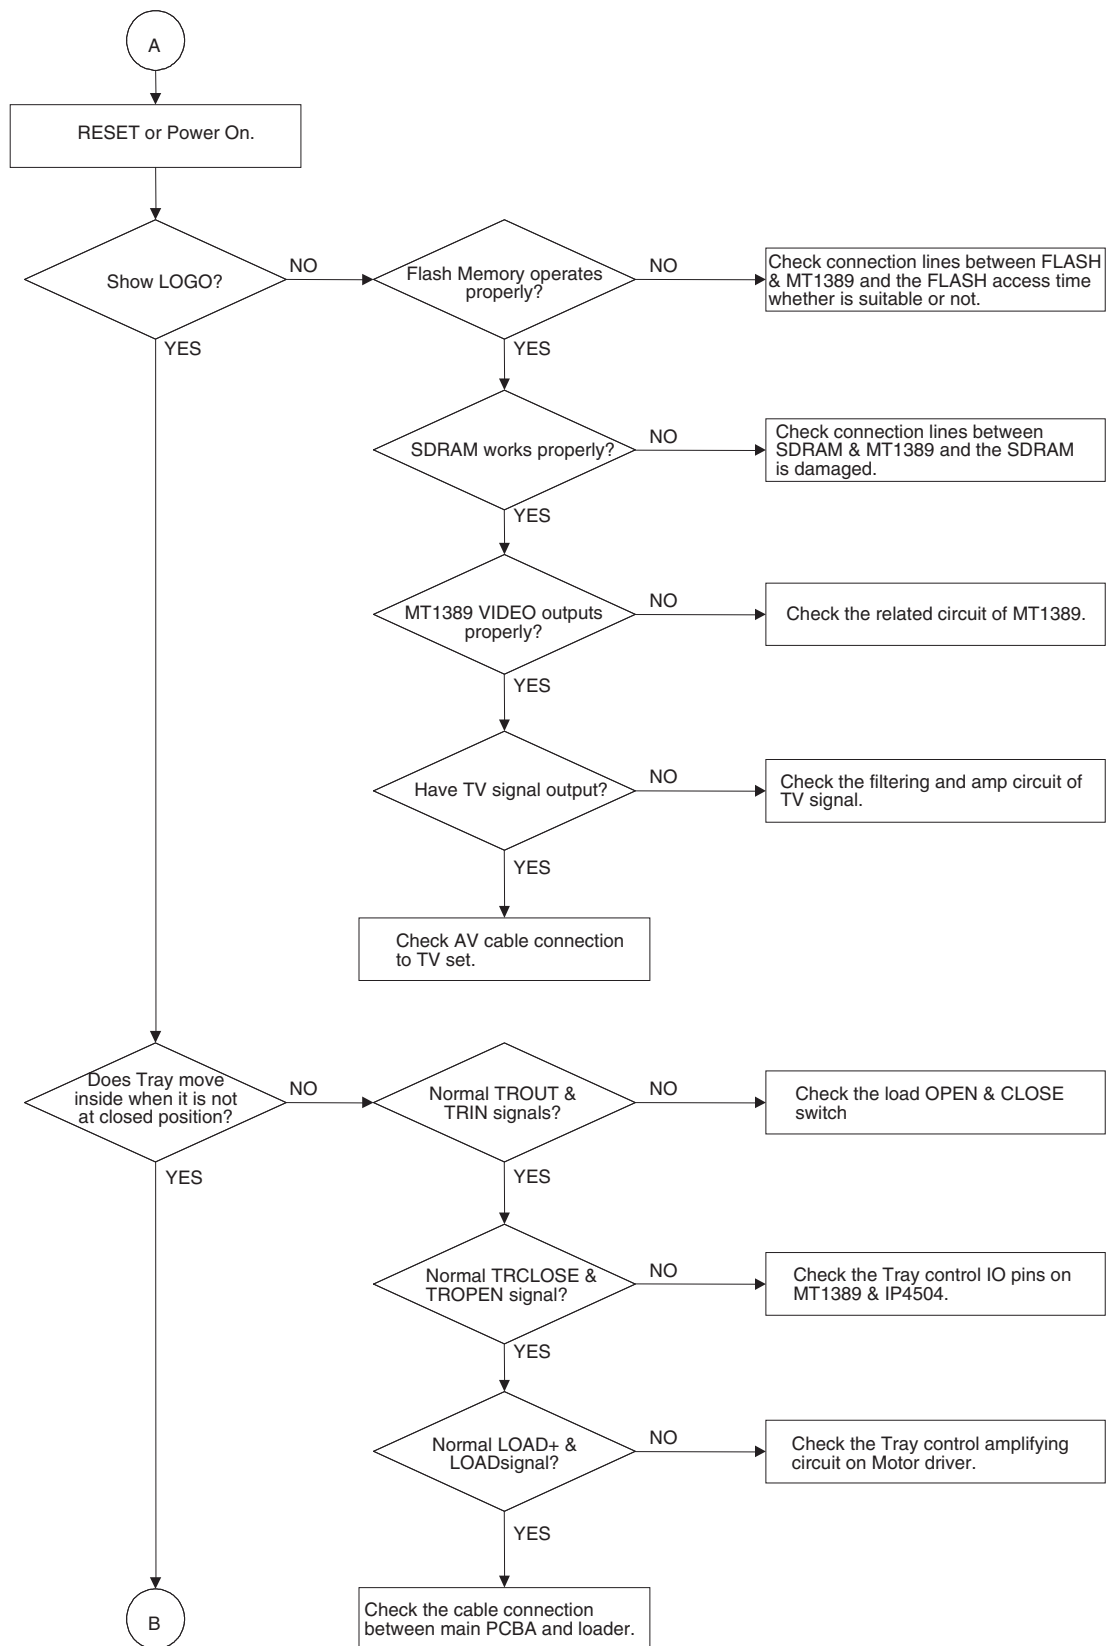 A
RESET or Power On.
Show LOGO?
NO
Flash Memory operates
properly?
NO
Check connection lines between FLASH
& MT1389 and the FLASH access time
whether is suitable or not.
YES
YES
SDRAM works properly?
NO
Check connection lines between
SDRAM & MT1389 and the SDRAM
is damaged.
YES
MT1389 VIDEO outputs
properly?
NO
Check the related circuit of MT1389.
YES
Have TV signal output?
NO
Check the filtering and amp circuit of
TV signal.
YES
Check AV cable connection
to TV set.
Does Tray move
inside when it is not
at closed position?
NO
Normal TROUT &
TRIN signals?
NO
Check the load OPEN & CLOSE
switch
YES
YES
Normal TRCLOSE &
TROPEN signal?
NO
Check the Tray control IO pins on
MT1389 & IP4504.
YES
Normal LOAD+ &
LOADsignal?
NO
Check the Tray control amplifying
circuit on Motor driver.
YES
B
Check the cable connection
between main PCBA and loader.